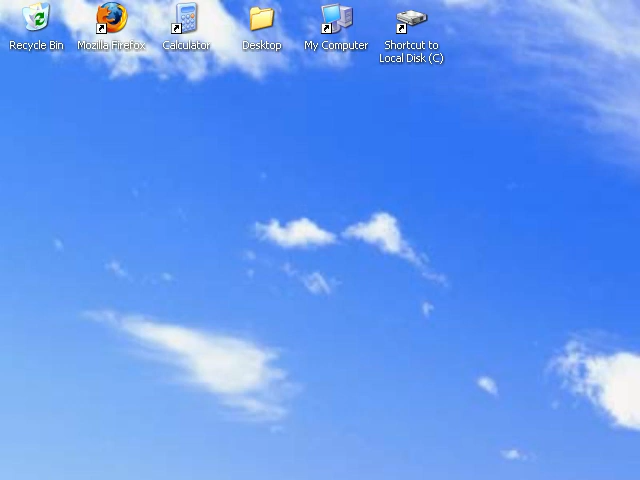 Recycle Bin
Mozilla Firefox
Calculator
Desktop
My Computer
Shortcut to
Local Disk (C)